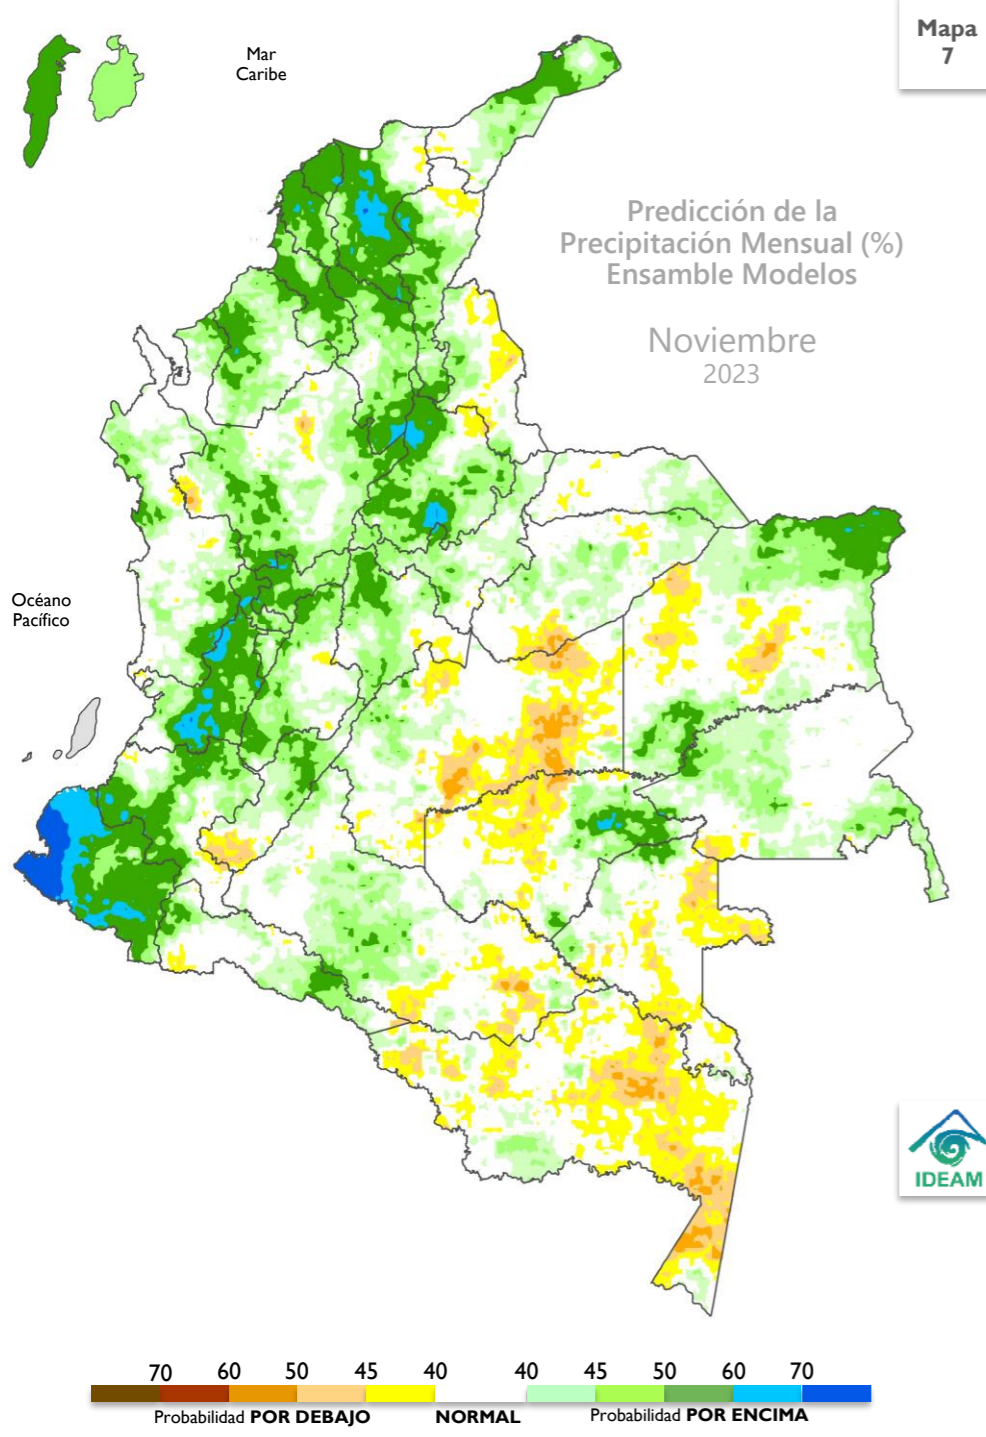 Mapa
7
Mar
Caribe
Predicción de la
Precipitación Mensual (%)
Ensamble Modelos
Noviembre
2023
Océano
Pacífico
IDEAM
70 60 50 45 40 40 45 50 60 70
Probabilidad POR DEBAJO NORMAL Probabilidad POR ENCIMA